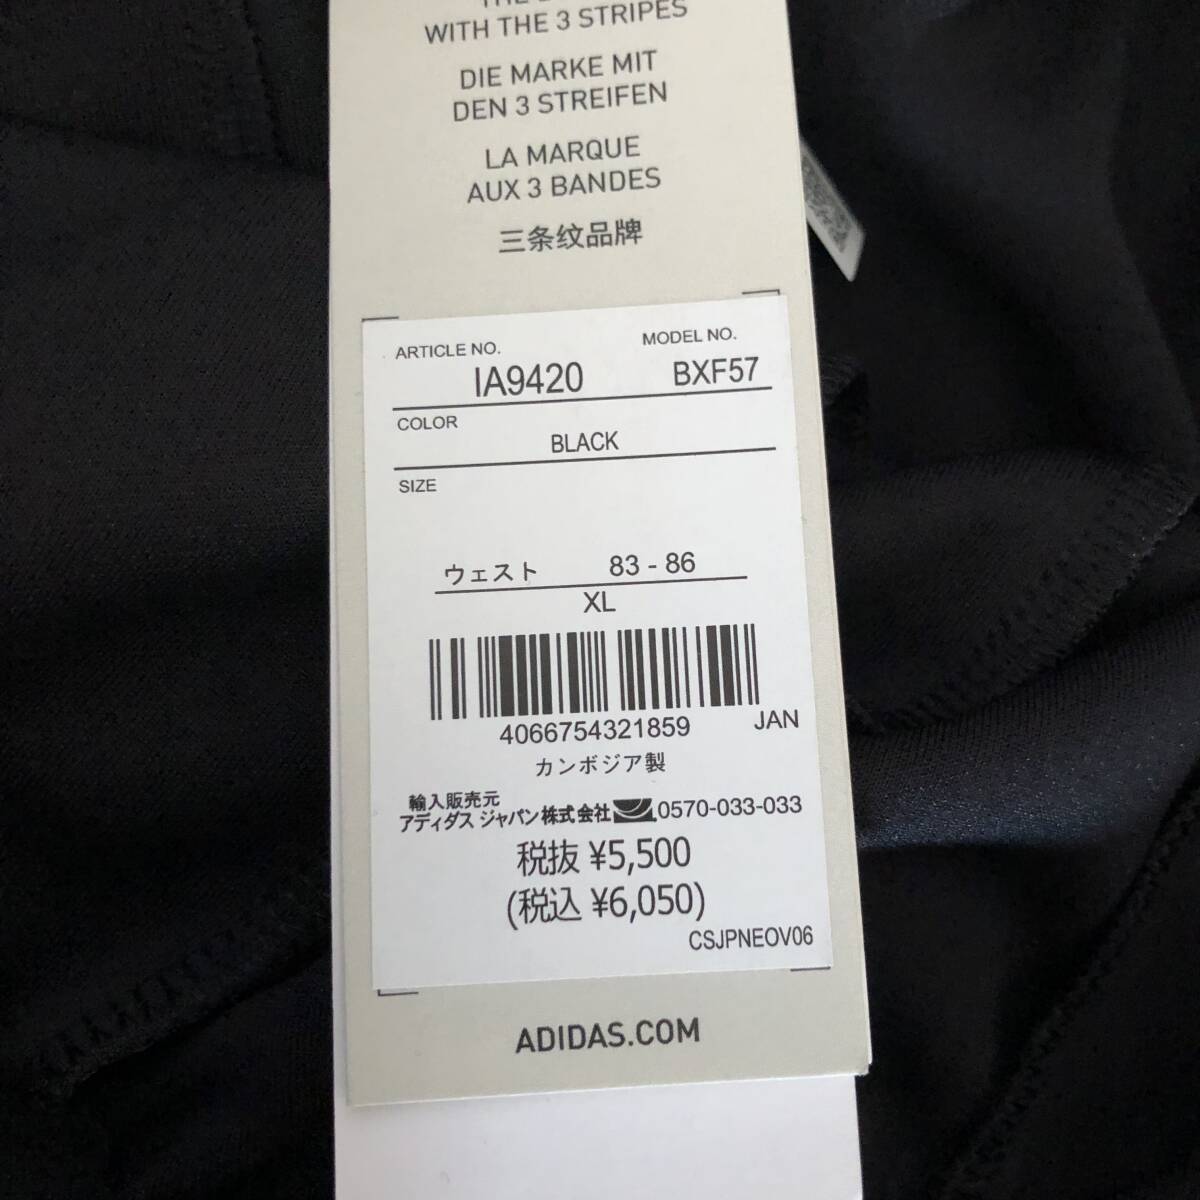 WITH THE 3 STRIPES
DIE MARKE MIT
DEN 3 STREIFEN
LA MARQUE
AUX 3 BANDES
三条纹品牌
ARTICLE NO. MODEL NO.
IA9420 BXF57
COLOR
BLACK
SIZE
ウェスト 83 - 86
XL
4066754321859 JAN
カンボジア製
輸入販売元
アディダス ジャパン株式会社 0570-033-033
税抜 ¥5,500
(税込 ¥6,050)
CSJPNEOV06
ADIDAS.COM